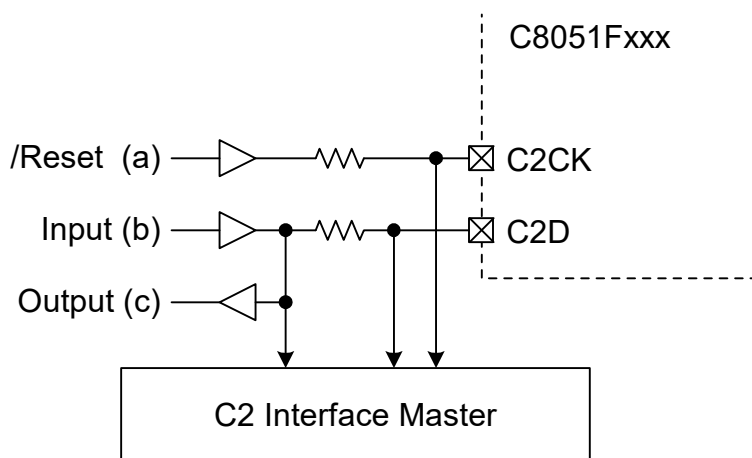 C8051Fxxx
/Reset (a)
C2CK
Input (b)
C2D
Output (c)
C2 Interface Master